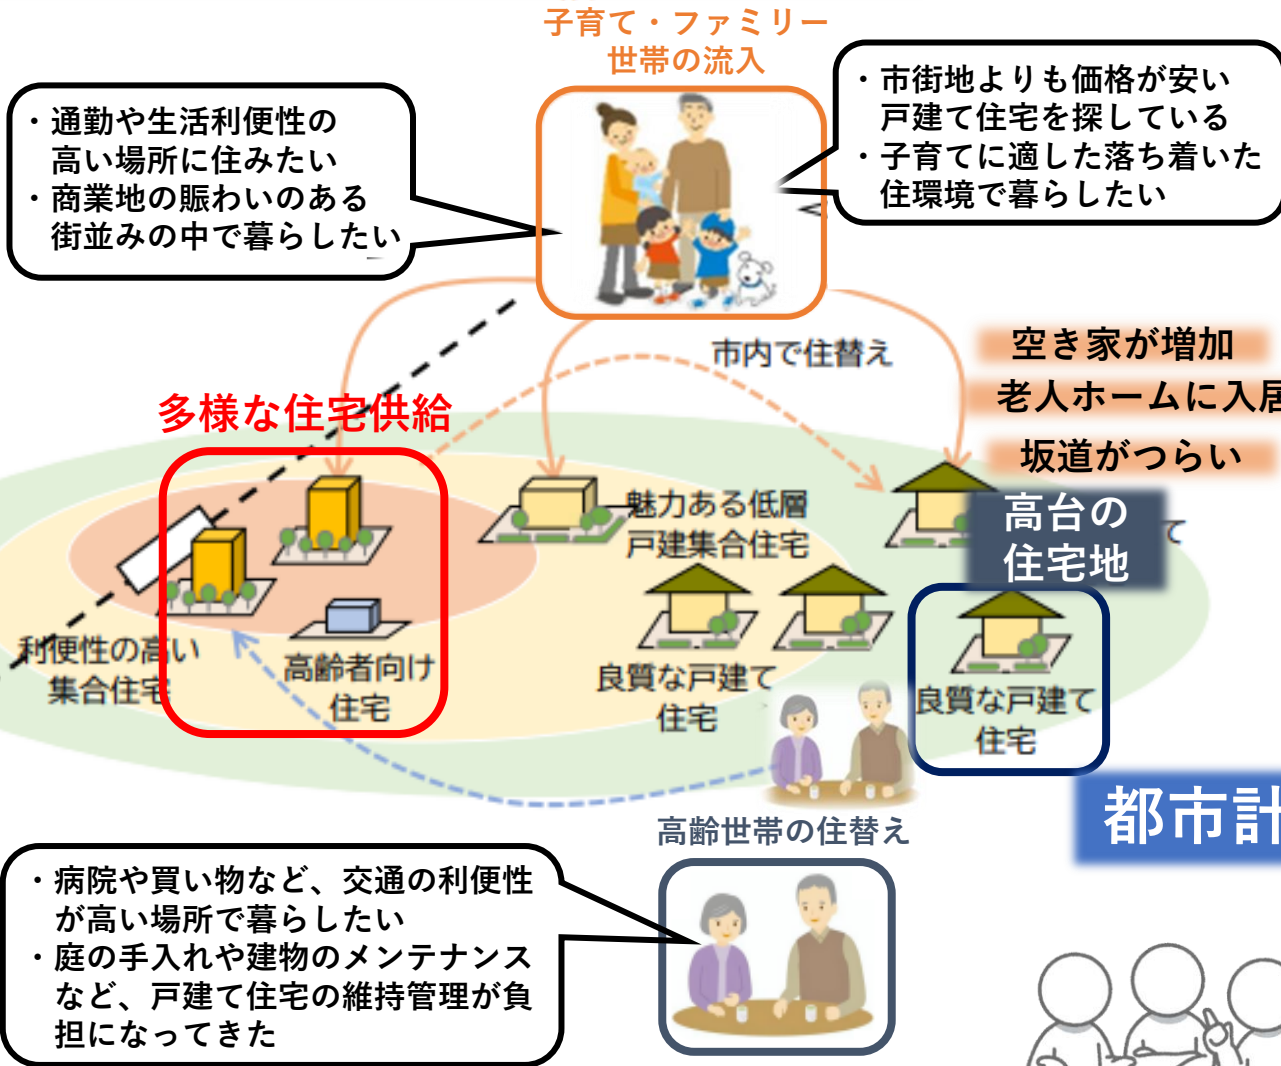 子育て・ファミリー
世帯の流入
・通勤や生活利便性の
高い場所に住みたい
・商業地の賑わいのある
街並みの中で暮らしたい
・市街地よりも価格が安い
戸建て住宅を探している
・子育てに適した落ち着いた
住環境で暮らしたい
市内で住替え
空き家が増加
老人ホームに入居
坂道がつらい
多様な住宅供給
魅力ある低層
戸建集合住宅
高台の
住宅地
て
利便性の高い
集合住宅
高齢者向け
住宅
良質な戸建て
住宅
良質な戸建て
住宅
都市計
高齢世帯の住替え
・病院や買い物など、交通の利便性
が高い場所で暮らしたい
・庭の手入れや建物のメンテナンス
など、戸建て住宅の維持管理が負
担になってきた